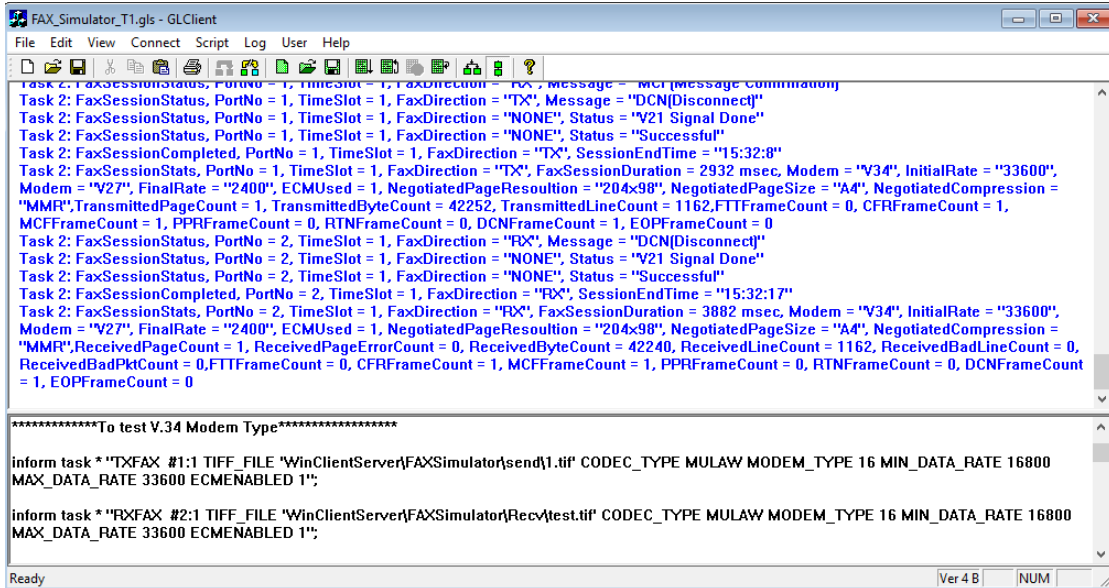 FAX_Simulator_T1.gls - GLClient
File Edit View Connect Script Log User Help
Task 2: FaxSessionStatus, PortNo = 1, TimeSlot = 1, FaxDirection = "RX", Message = "MCF(Message Confirmation)"
Task 2: FaxSessionStatus, PortNo = 1, TimeSlot = 1, FaxDirection = "TX", Message = "DCN(Disconnect)"
Task 2: FaxSessionStatus, PortNo = 1, TimeSlot = 1, FaxDirection = "NONE", Status = "V21 Signal Done"
Task 2: FaxSessionStatus, PortNo = 1, TimeSlot = 1, FaxDirection = "NONE", Status = "Successful"
Task 2: FaxSessionCompleted, PortNo = 1, TimeSlot = 1, FaxDirection = "TX", SessionEndTime = "15:32:8"
Task 2: FaxSessionStats, PortNo = 1, TimeSlot = 1, FaxDirection = "TX", FaxSessionDuration = 2932 msec, Modem = "V34", InitialRate = "33600",
Modem = "V27", FinalRate = "2400", ECMUsed = 1, NegotiatedPageResoultion = "204x98", NegotiatedPageSize = "A4", NegotiatedCompression =
"MMR",TransmittedPageCount = 1, TransmittedByteCount = 42252, TransmittedLineCount = 1162,FTTFrameCount = 0, CFRFrameCount = 1,
MCFFrameCount = 1, PPRFrameCount = 0, RTNFrameCount = 0, DCNFrameCount = 1, EOPFrameCount = 0
Task 2: FaxSessionStatus, PortNo = 2, TimeSlot = 1, FaxDirection = "RX", Message = "DCN(Disconnect)"
Task 2: FaxSessionStatus, PortNo = 2, TimeSlot = 1, FaxDirection = "NONE", Status = "V21 Signal Done"
Task 2: FaxSessionStatus, PortNo = 2, TimeSlot = 1, FaxDirection = "NONE", Status = "Successful"
Task 2: FaxSessionCompleted, PortNo = 2, TimeSlot = 1, FaxDirection = "RX", SessionEndTime = "15:32:17"
Task 2: FaxSessionStats, PortNo = 2, TimeSlot = 1, FaxDirection = "RX", FaxSessionDuration = 3882 msec, Modem = "V34", InitialRate = "33600",
Modem = "V27", FinalRate = "2400", ECMUsed = 1, NegotiatedPageResoultion = "204x98", NegotiatedPageSize = "A4", NegotiatedCompression =
"MMR",ReceivedPageCount = 1, ReceivedPageErrorCount = 0, ReceivedByteCount = 42240, ReceivedLineCount = 1162, ReceivedBadLineCount = 0,
ReceivedBadPktCount = 0,FTTFrameCount = 0, CFRFrameCount = 1, MCFFrameCount = 1, PPRFrameCount = 0, RTNFrameCount = 0, DCNFrameCount
= 1, EOPFrameCount = 0
*************To test V.34 Modem Type******************
inform task * "TXFAX #1:1 TIFF_FILE 'WinClientServer\FAXSimulator\send\1.tif' CODEC_TYPE MULAW MODEM_TYPE 16 MIN_DATA_RATE 16800
MAX_DATA_RATE 33600 ECMENABLED 1";
inform task * "RXFAX #2:1 TIFF_FILE 'WinClientServer\FAXSimulator\Recv\test.tif' CODEC_TYPE MULAW MODEM_TYPE 16 MIN_DATA_RATE 16800
MAX_DATA_RATE 33600 ECMENABLED 1";
Ready Ver 4 B NUM